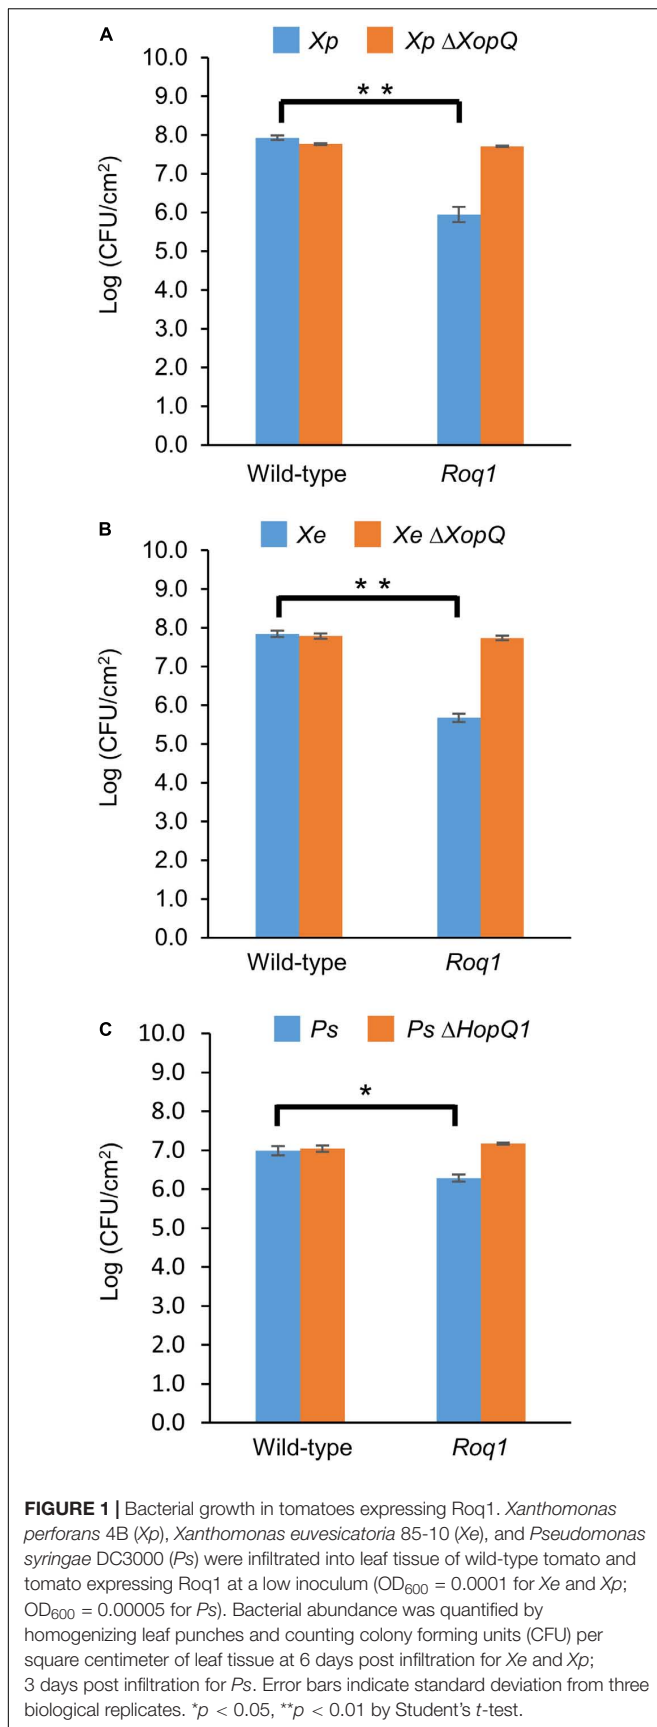 A
Xp Xp ΔXopQ
10.0
9.0
8.0
7.0
6.0
5.0
4.0
3.0
2.0
1.0
0.0
Log (CFU/cm²)
* *
Wild-type Roq1
B
Xe Xe ΔXopQ
10.0
9.0
8.0
7.0
6.0
5.0
4.0
3.0
2.0
1.0
0.0
Log (CFU/cm²)
* *
Wild-type Roq1
C
Ps Ps ΔHopQ1
10.0
9.0
8.0
7.0
6.0
5.0
4.0
3.0
2.0
1.0
0.0
Log (CFU/cm²)
*
Wild-type Roq1
FIGURE 1 | Bacterial growth in tomatoes expressing Roq1. Xanthomonas
perforans 4B (Xp), Xanthomonas euvesicatoria 85-10 (Xe), and Pseudomonas
syringae DC3000 (Ps) were infiltrated into leaf tissue of wild-type tomato and
tomato expressing Roq1 at a low inoculum (OD₆₀₀ = 0.0001 for Xe and Xp;
OD₆₀₀ = 0.00005 for Ps). Bacterial abundance was quantified by
homogenizing leaf punches and counting colony forming units (CFU) per
square centimeter of leaf tissue at 6 days post infiltration for Xe and Xp;
3 days post infiltration for Ps. Error bars indicate standard deviation from three
biological replicates. *p < 0.05, **p < 0.01 by Student's t-test.